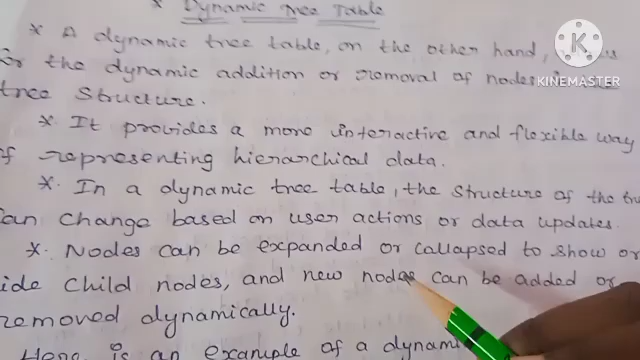 * Dynamic Tree Table
* A dynamic tree table, on the other hand,
for the dynamic addition or removal of nodes
tree structure.
KINEMASTER
* It provides a more interactive and flexible way
of representing hierarchical data.
* In a dynamic tree table, the structure of the
can change based on user actions or data updates.
* Nodes can be expanded or collapsed to show or
ide child nodes, and new nodes can be added or
removed dynamically.
Here is an example of a dynami